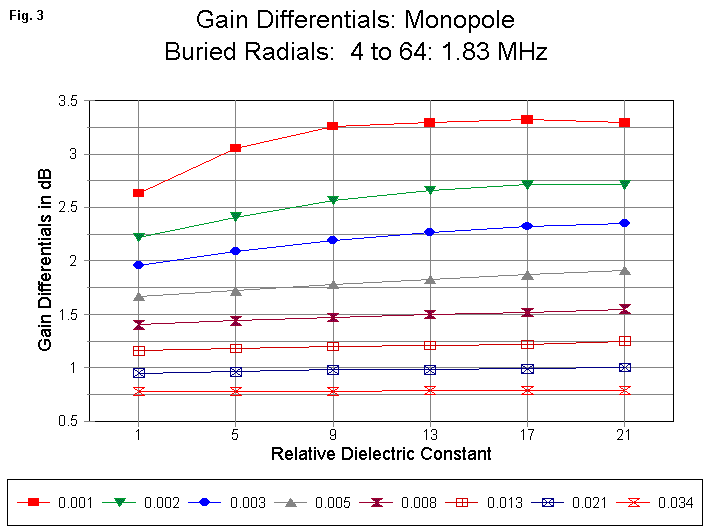 Fig. 3
Gain Differentials: Monopole
Buried Radials:  4 to 64: 1.83 MHz
3.5
3
2.5
2
1.5
1
0.5
Gain Differentials in dB
1 5 9 13 17 21
Relative Dielectric Constant
0.001 0.002 0.003 0.005 0.008 0.013 0.021 0.034